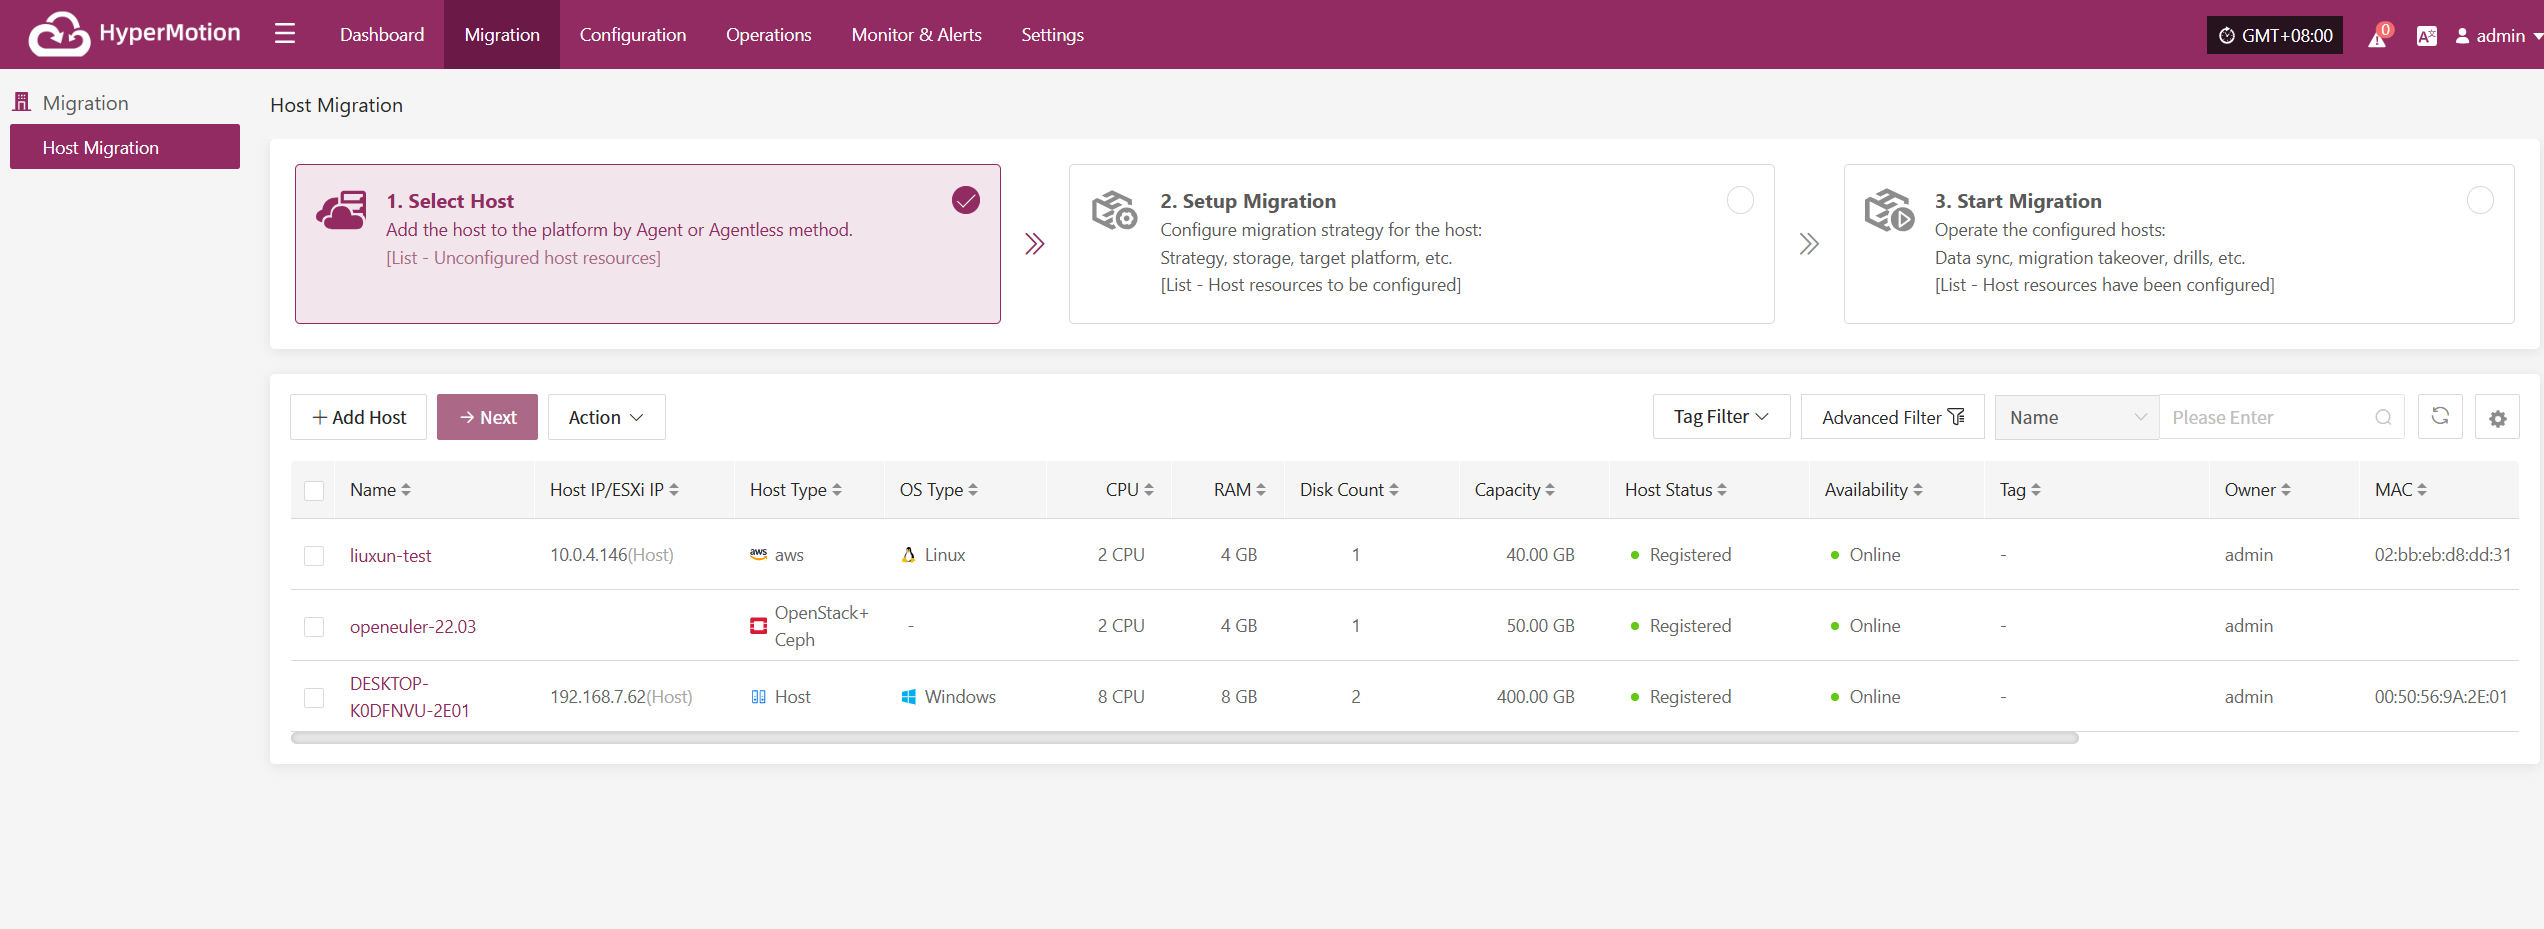 HyperMotion
Dashboard
Migration
Configuration
Operations
Monitor & Alerts
Settings
GMT+08:00
0
admin
Migration
Host Migration
Host Migration
1. Select Host
Add the host to the platform by Agent or Agentless method.
[List - Unconfigured host resources]
2. Setup Migration
Configure migration strategy for the host:
Strategy, storage, target platform, etc.
[List - Host resources to be configured]
3. Start Migration
Operate the configured hosts:
Data sync, migration takeover, drills, etc.
[List - Host resources have been configured]
+ Add Host
→ Next
Action
Tag Filter
Advanced Filter
Name
Please Enter
Name Host IP/ESXi IP Host Type OS Type CPU RAM Disk Count Capacity Host Status Availability Tag Owner MAC
liuxun-test 10.0.4.146(Host) aws aws Linux 2 CPU 4 GB 1 40.00 GB Registered Online - admin 02:bb:eb:d8:dd:31
openeuler-22.03 OpenStack+
Ceph - 2 CPU 4 GB 1 50.00 GB Registered Online - admin
DESKTOP-
K0DFNVU-2E01 192.168.7.62(Host) Host Windows 8 CPU 8 GB 2 400.00 GB Registered Online - admin 00:50:56:9A:2E:01